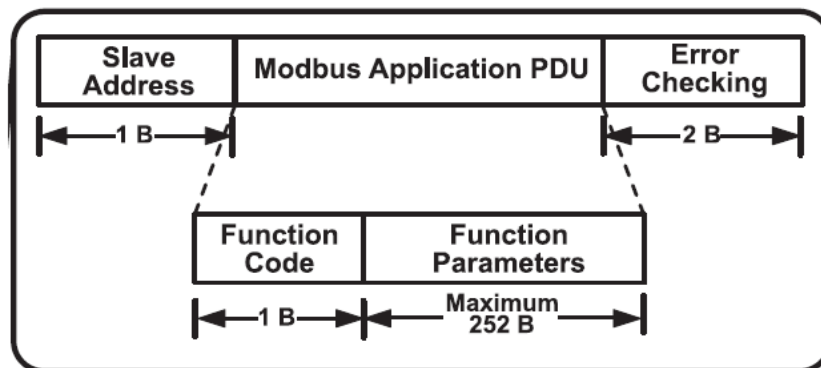 Slave
Address
Modbus Application PDU
Error
Checking
1 B
2 B
Function
Code
Function
Parameters
1 B
Maximum
252 B